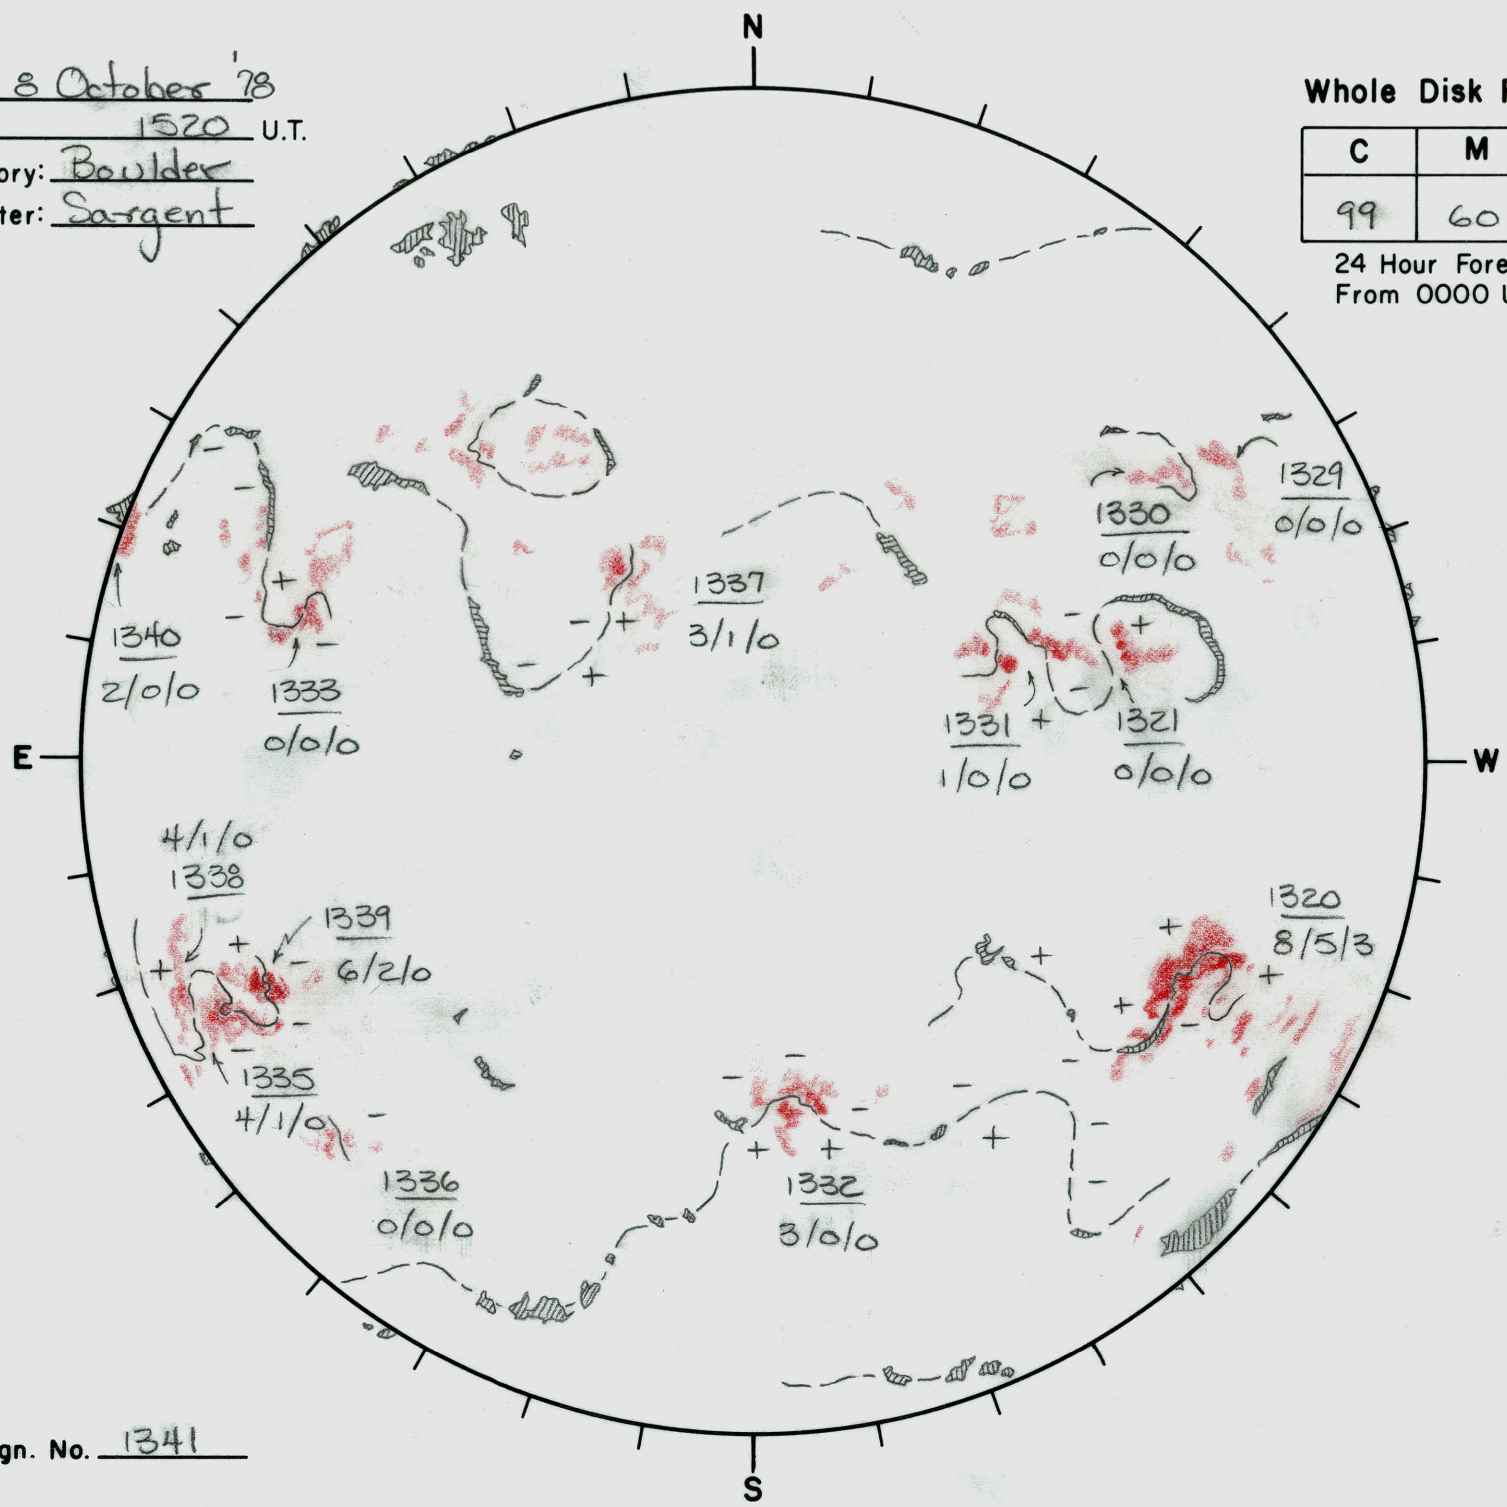 N
8 October '78
1520 U.T.
ory: Boulder
ter: Sargent
Whole Disk
C M
99 60
24 Hour Fore
From 0000 U
1329
0/0/0
1330
0/0/0
1337
3/1/0
1340
2/0/0
1333
0/0/0
1331
1/0/0
1321
0/0/0
E
W
4/1/0
1338
1339
6/2/0
1320
8/5/3
1335
4/1/0
1336
0/0/0
1332
3/0/0
gn. No. 1341
S